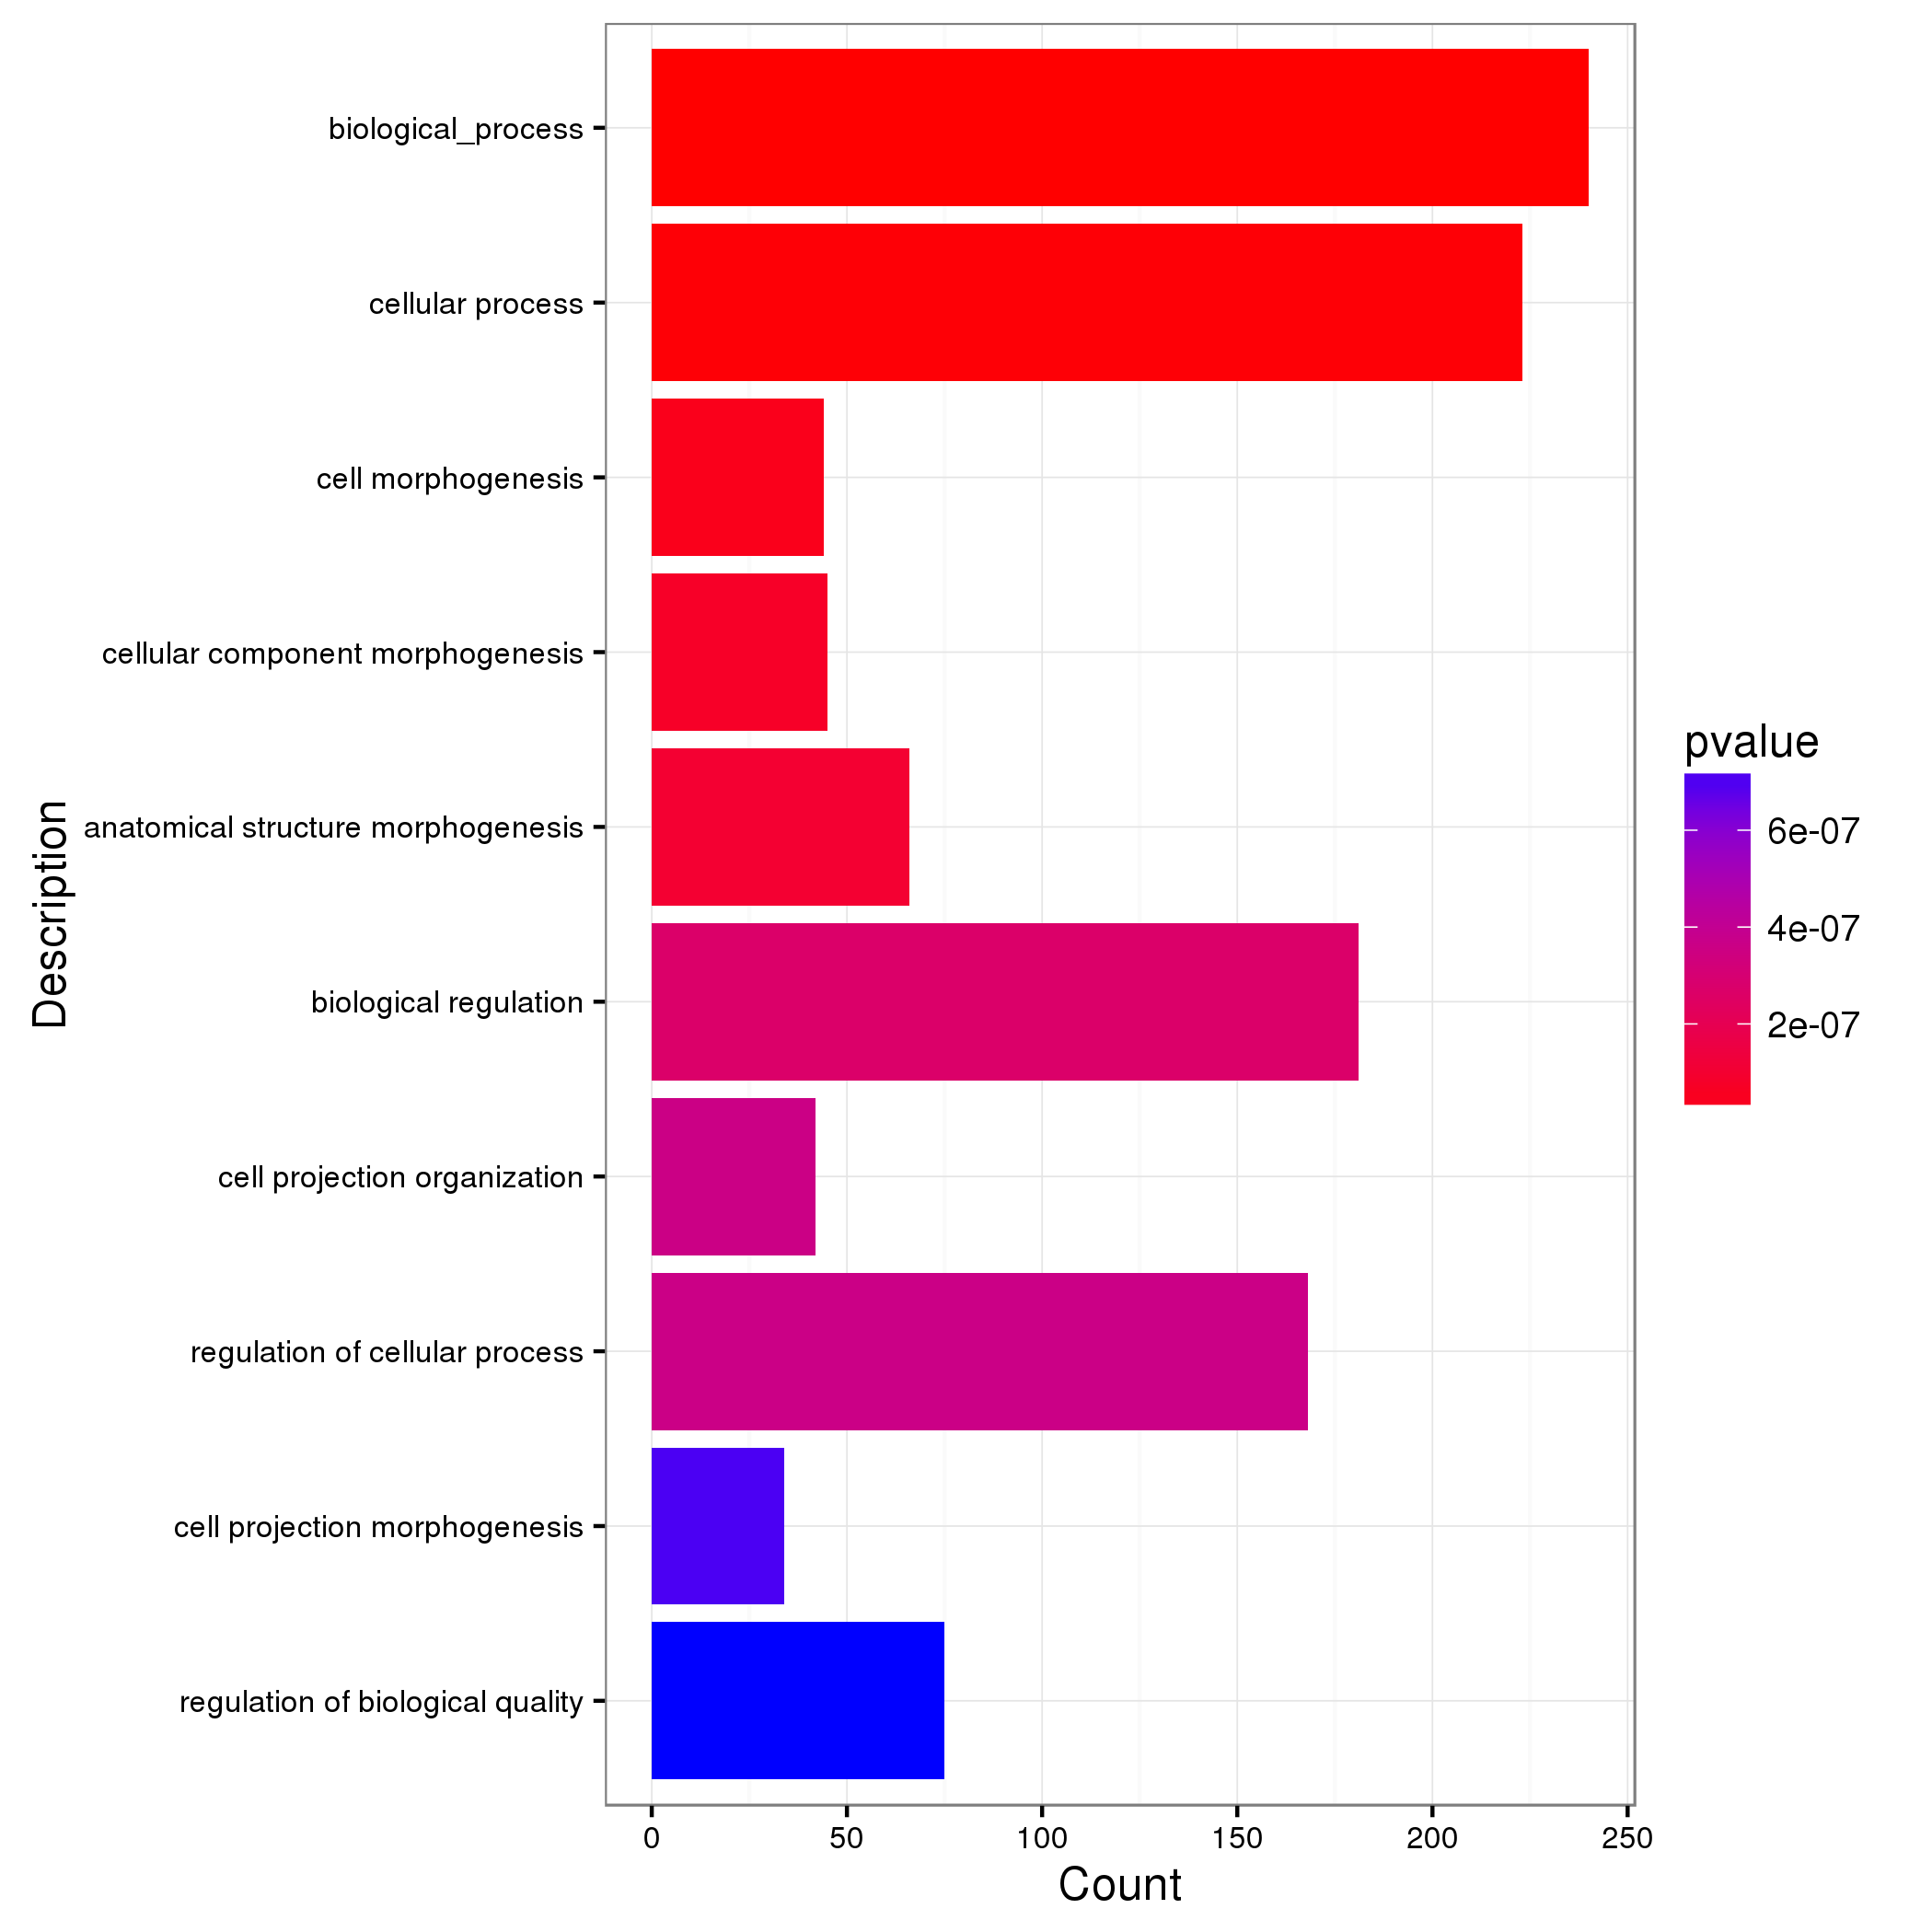 biological_process
cellular process
cell morphogenesis
cellular component morphogenesis
anatomical structure morphogenesis
biological regulation
cell projection organization
regulation of cellular process
cell projection morphogenesis
regulation of biological quality
Description
0 50 100 150 200 250
Count
pvalue
6e-07
4e-07
2e-07